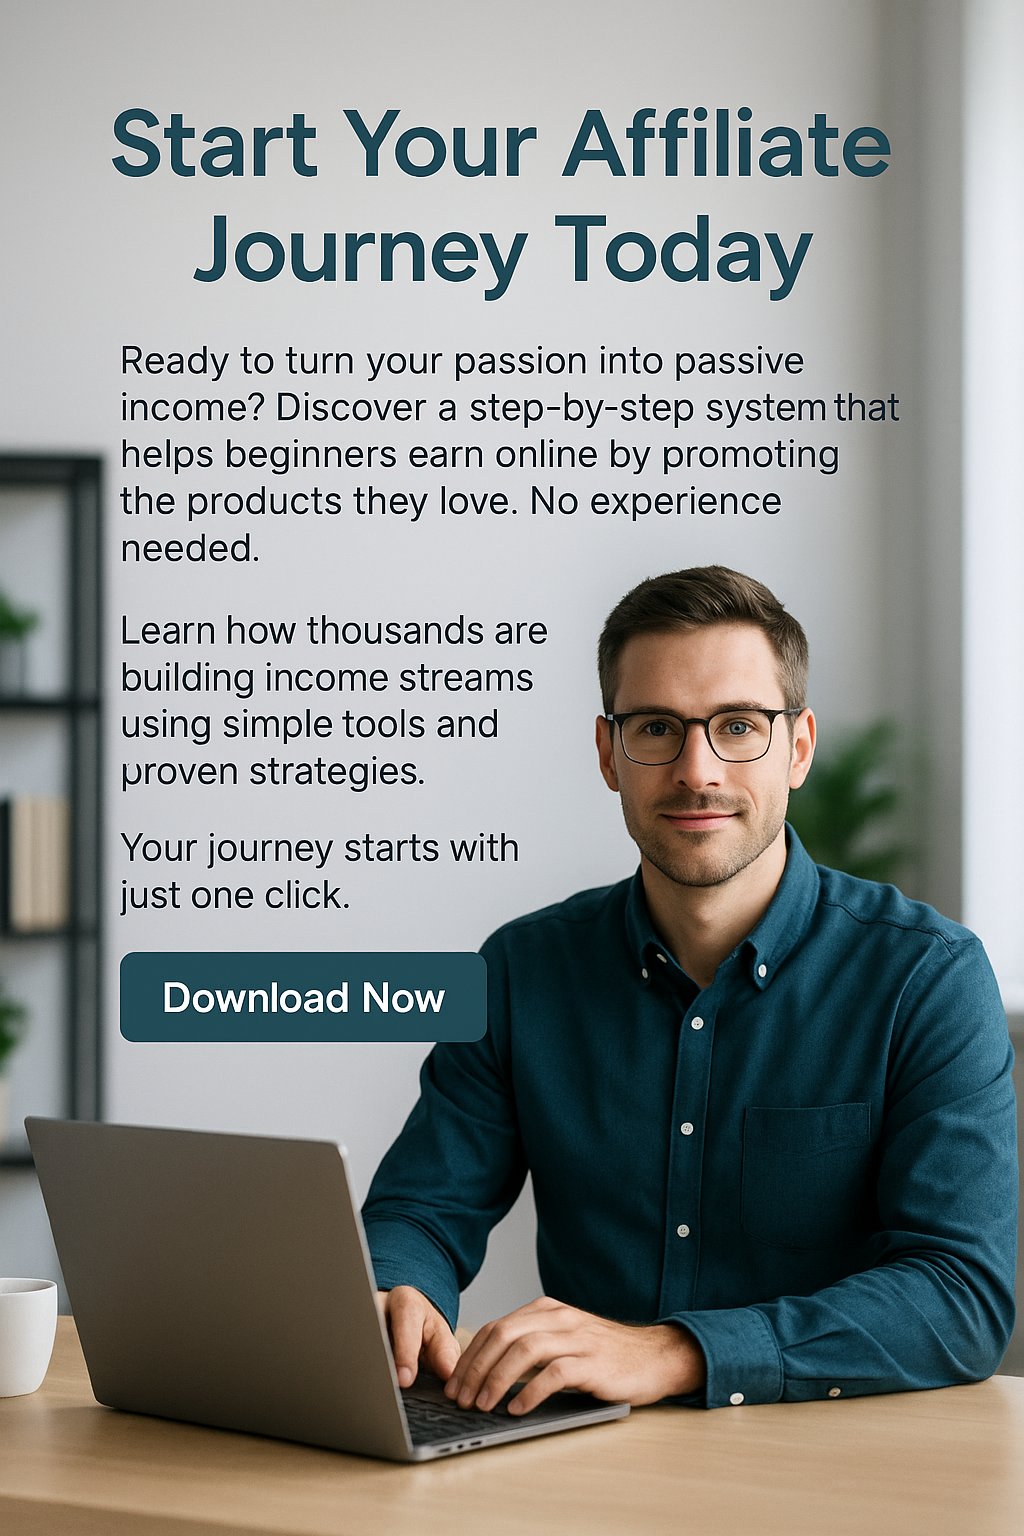 Start Your Affiliate
Journey Today
Ready to turn your passion into passive
income? Discover a step-by-step system that
helps beginners earn online by promoting
the products they love. No experience
needed.
Learn how thousands are
building income streams
using simple tools and
proven strategies.
Your journey starts with
just one click.
Download Now